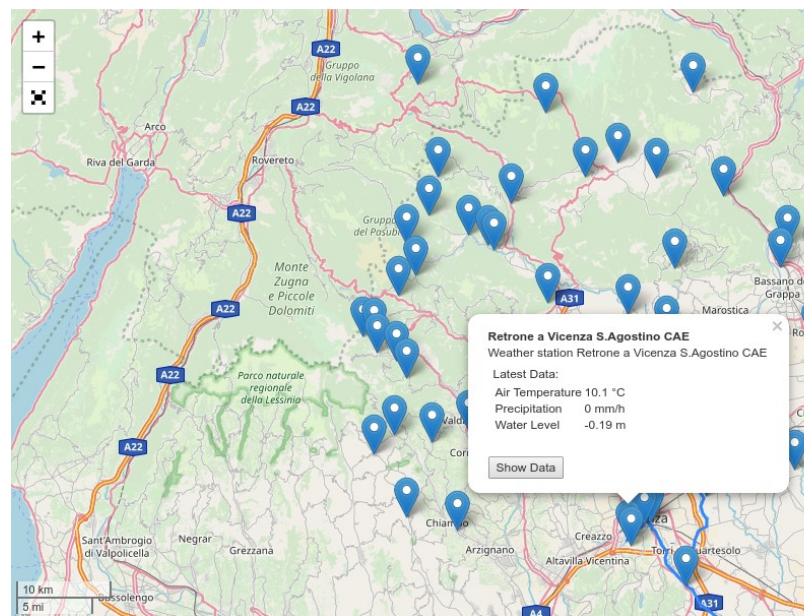 +
−
A22
Gruppo
della Vigolana
A22
Arco
Riva del Garda
Rovereto
A22
Gruppo
del Pasubio
Monte
Zugna
e Piccole
Dolomiti
A31
Bassano del
Grappa
A22
Marostica
×
Retrone a Vicenza S.Agostino CAE
Weather station Retrone a Vicenza S.Agostino CAE
Latest Data:
Air Temperature 10.1 °C
Precipitation 0 mm/h
Water Level -0.19 m
Show Data
A22
Parco naturale
regionale
della Lessinia
A22
Sant'Ambrogio
di Valpolicella
Negrar
Grezzana
Arzignano
Creazzo
Altavilla Vicentina
10 km
5 mi
A4
A31